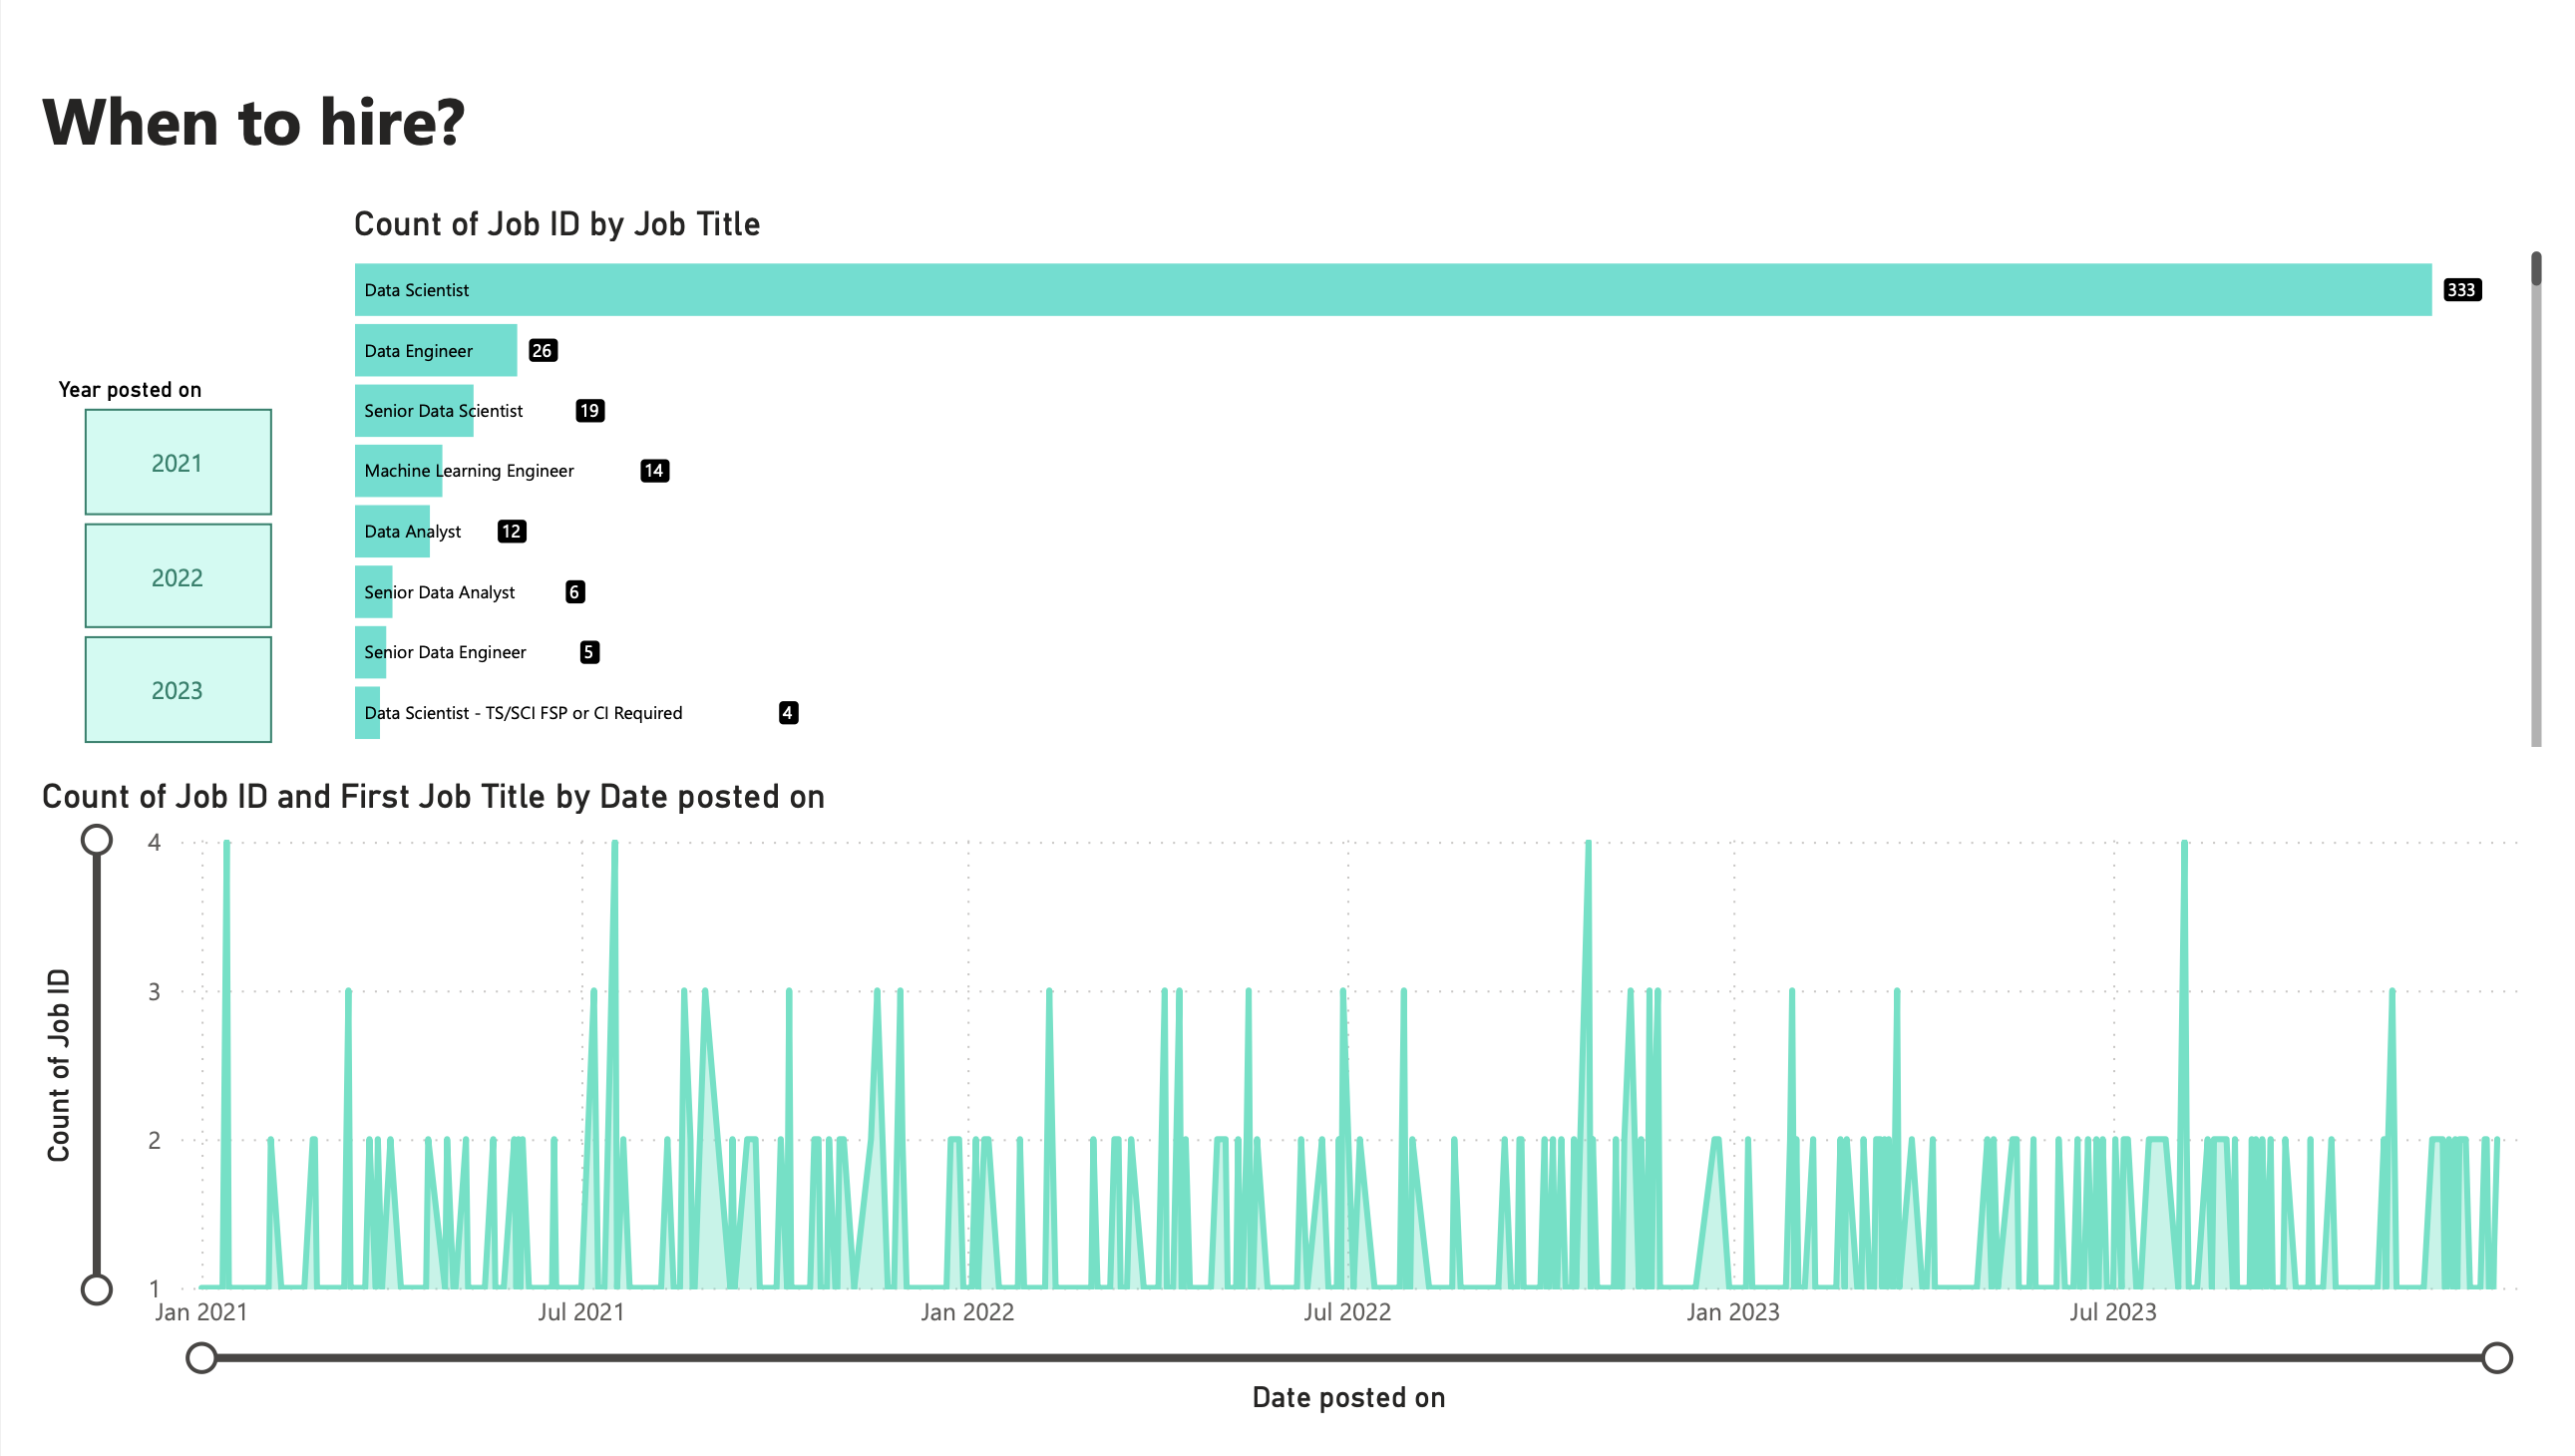 When to hire?
Count of Job ID by Job Title
Data Scientist 333
Data Engineer 26
Senior Data Scientist 19
Machine Learning Engineer 14
Data Analyst 12
Senior Data Analyst 6
Senior Data Engineer 5
Data Scientist - TS/SCI FSP or CI Required 4
Year posted on
2021
2022
2023
Count of Job ID and First Job Title by Date posted on
Count of Job ID
4
3
2
1
Jan 2021 Jul 2021 Jan 2022 Jul 2022 Jan 2023 Jul 2023
Date posted on